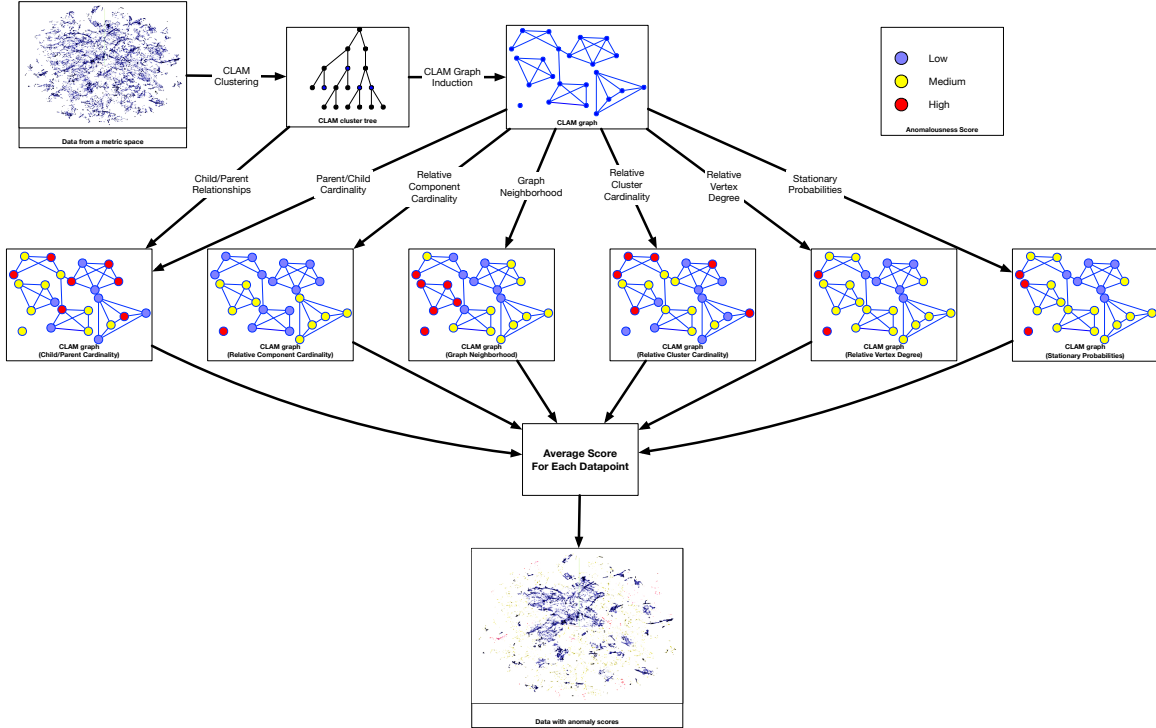 Data from a metric space
CLAM
Clustering
CLAM cluster tree
CLAM Graph
Induction
CLAM graph
Low
Medium
High
Anomalousness Score
Child/Parent
Relationships
Parent/Child
Cardinality
Relative
Component
Cardinality
Graph
Neighborhood
Relative
Cluster
Cardinality
Relative
Vertex
Degree
Stationary
Probabilities
CLAM graph
(Child/Parent Cardinality)
CLAM graph
(Relative Component Cardinality)
CLAM graph
(Graph Neighborhood)
CLAM graph
(Relative Cluster Cardinality)
CLAM graph
(Relative Vertex Degree)
CLAM graph
(Stationary Probabilities)
Average Score
For Each Datapoint
Data with anomaly scores